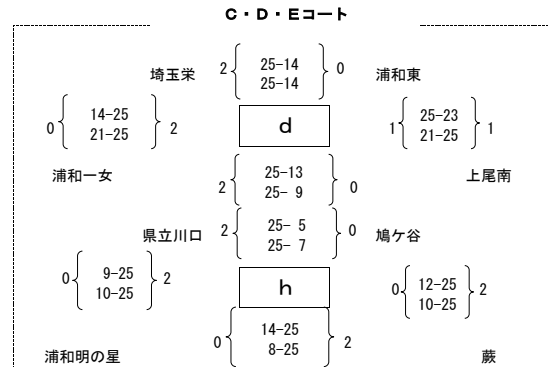 C・D・Eコート
埼玉栄 2 25-14 0 浦和東
25-14
0 14-25 2 d 1 25-23 1
21-25 21-25
浦和一女 25-13 上尾南
2 25- 9 0
県立川口 2 25- 5 0 鳩ケ谷
25- 7
0 9-25 2 h 0 12-25 2
10-25 10-25
0 14-25 2
8-25
浦和明の星 蕨